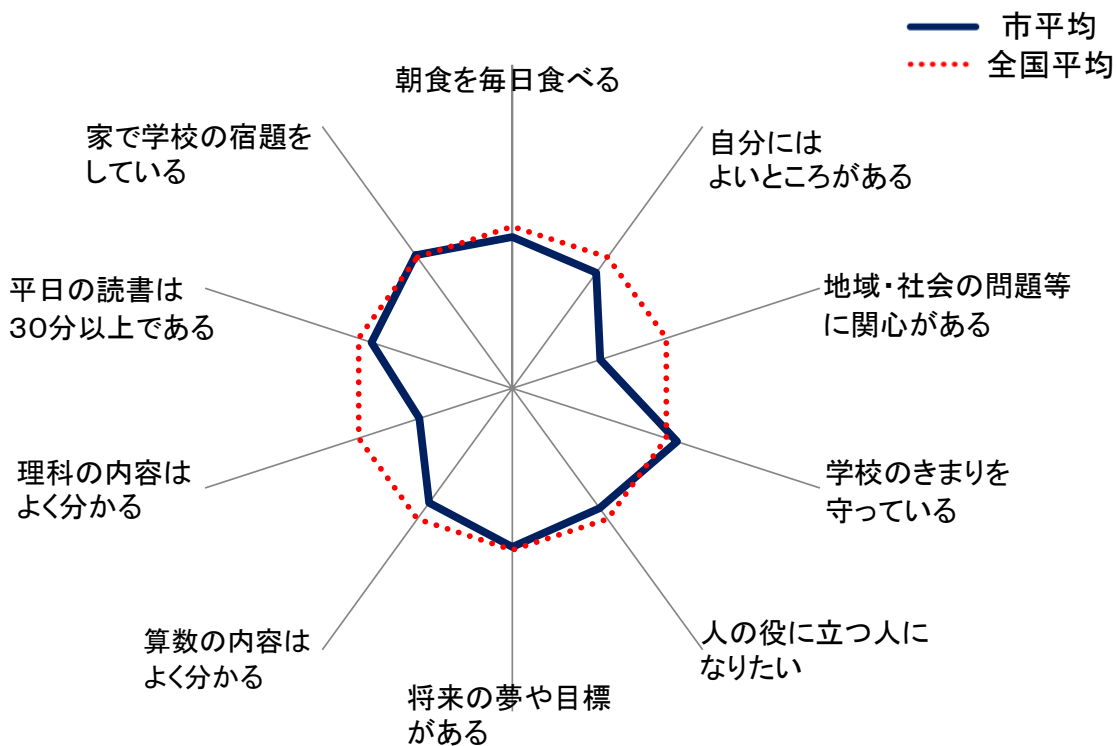 市平均
全国平均
朝食を毎日食べる
自分には
よいところがある
地域・社会の問題等
に関心がある
学校のきまりを
守っている
人の役に立つ人に
なりたい
将来の夢や目標
がある
算数の内容は
よく分かる
理科の内容は
よく分かる
平日の読書は
30分以上である
家で学校の宿題を
している